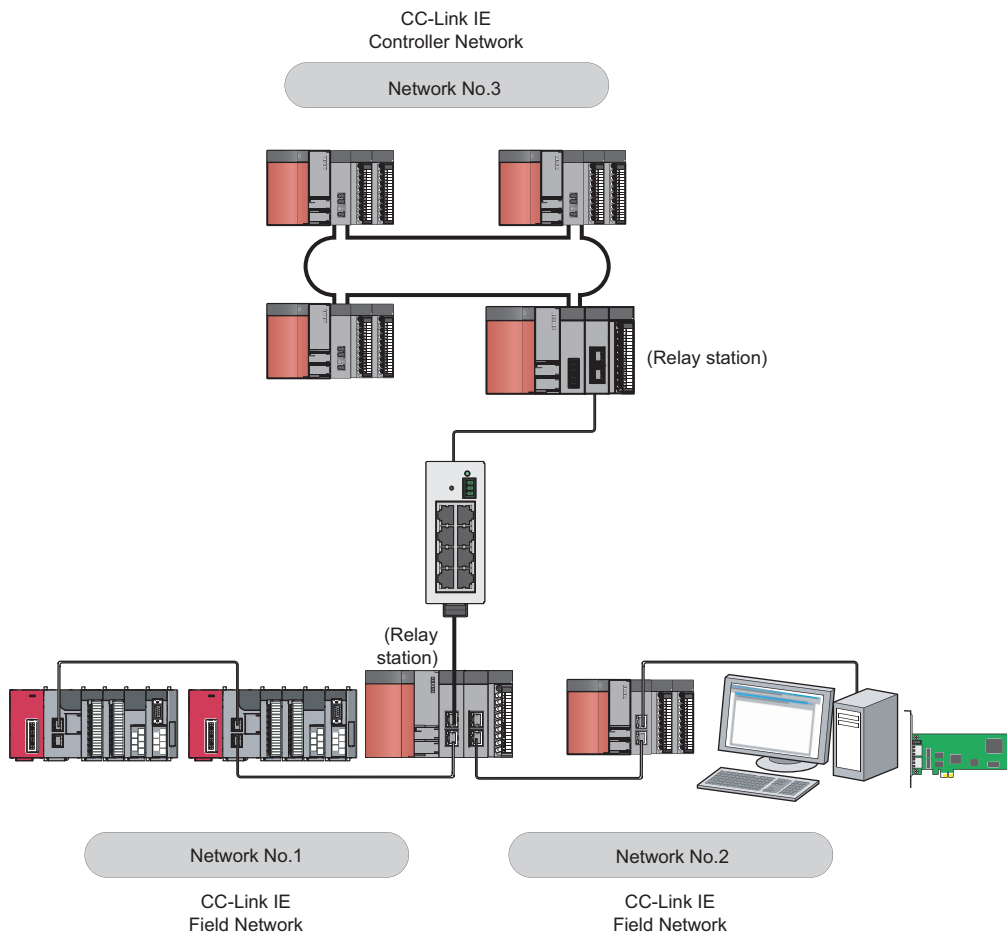 CC-Link IE
Controller Network
Network No.3
(Relay station)
(Relay
station)
Network No.1
Network No.2
CC-Link IE
Field Network
CC-Link IE
Field Network